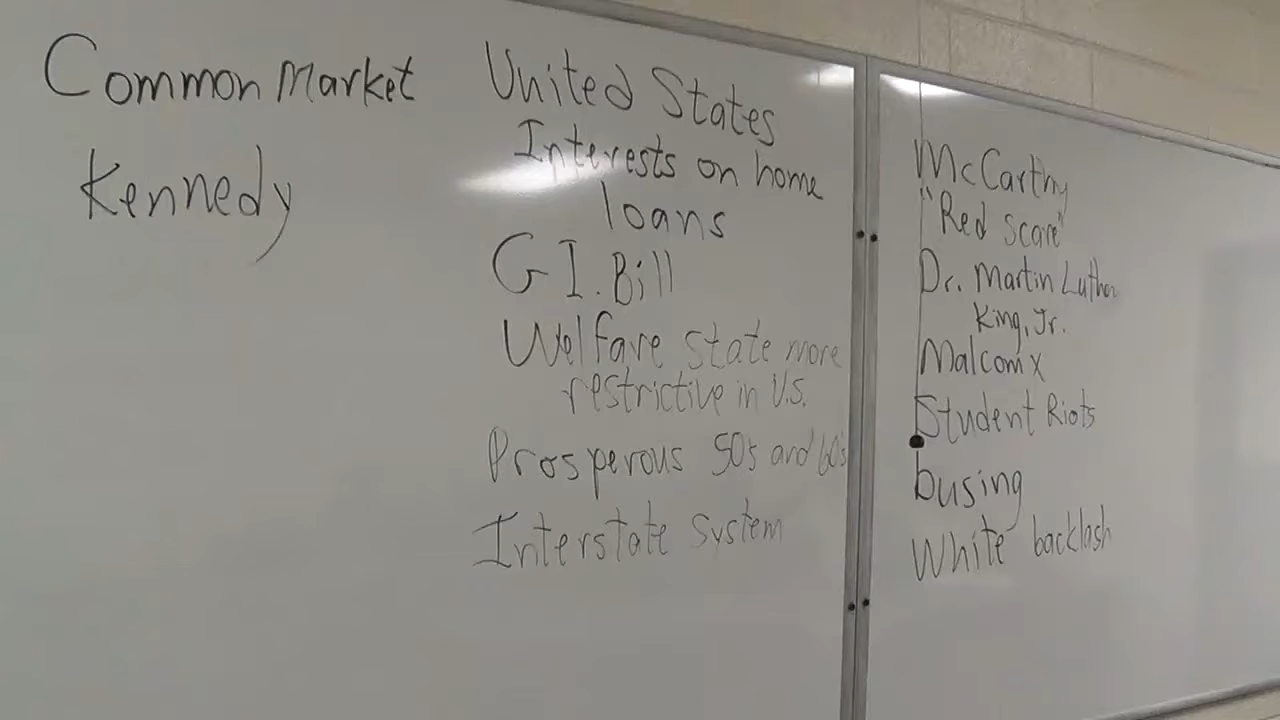 Common Market
Kennedy
United States
Interests on home
loans
G I. Bill
Welfare state more
restrictive in U.S.
Prosperous 50s and 60's
Interstate system
McCarthy
"Red Scare"
Dr. Martin Luther
King, Jr.
Malcom X
Student Riots
busing
White backlash